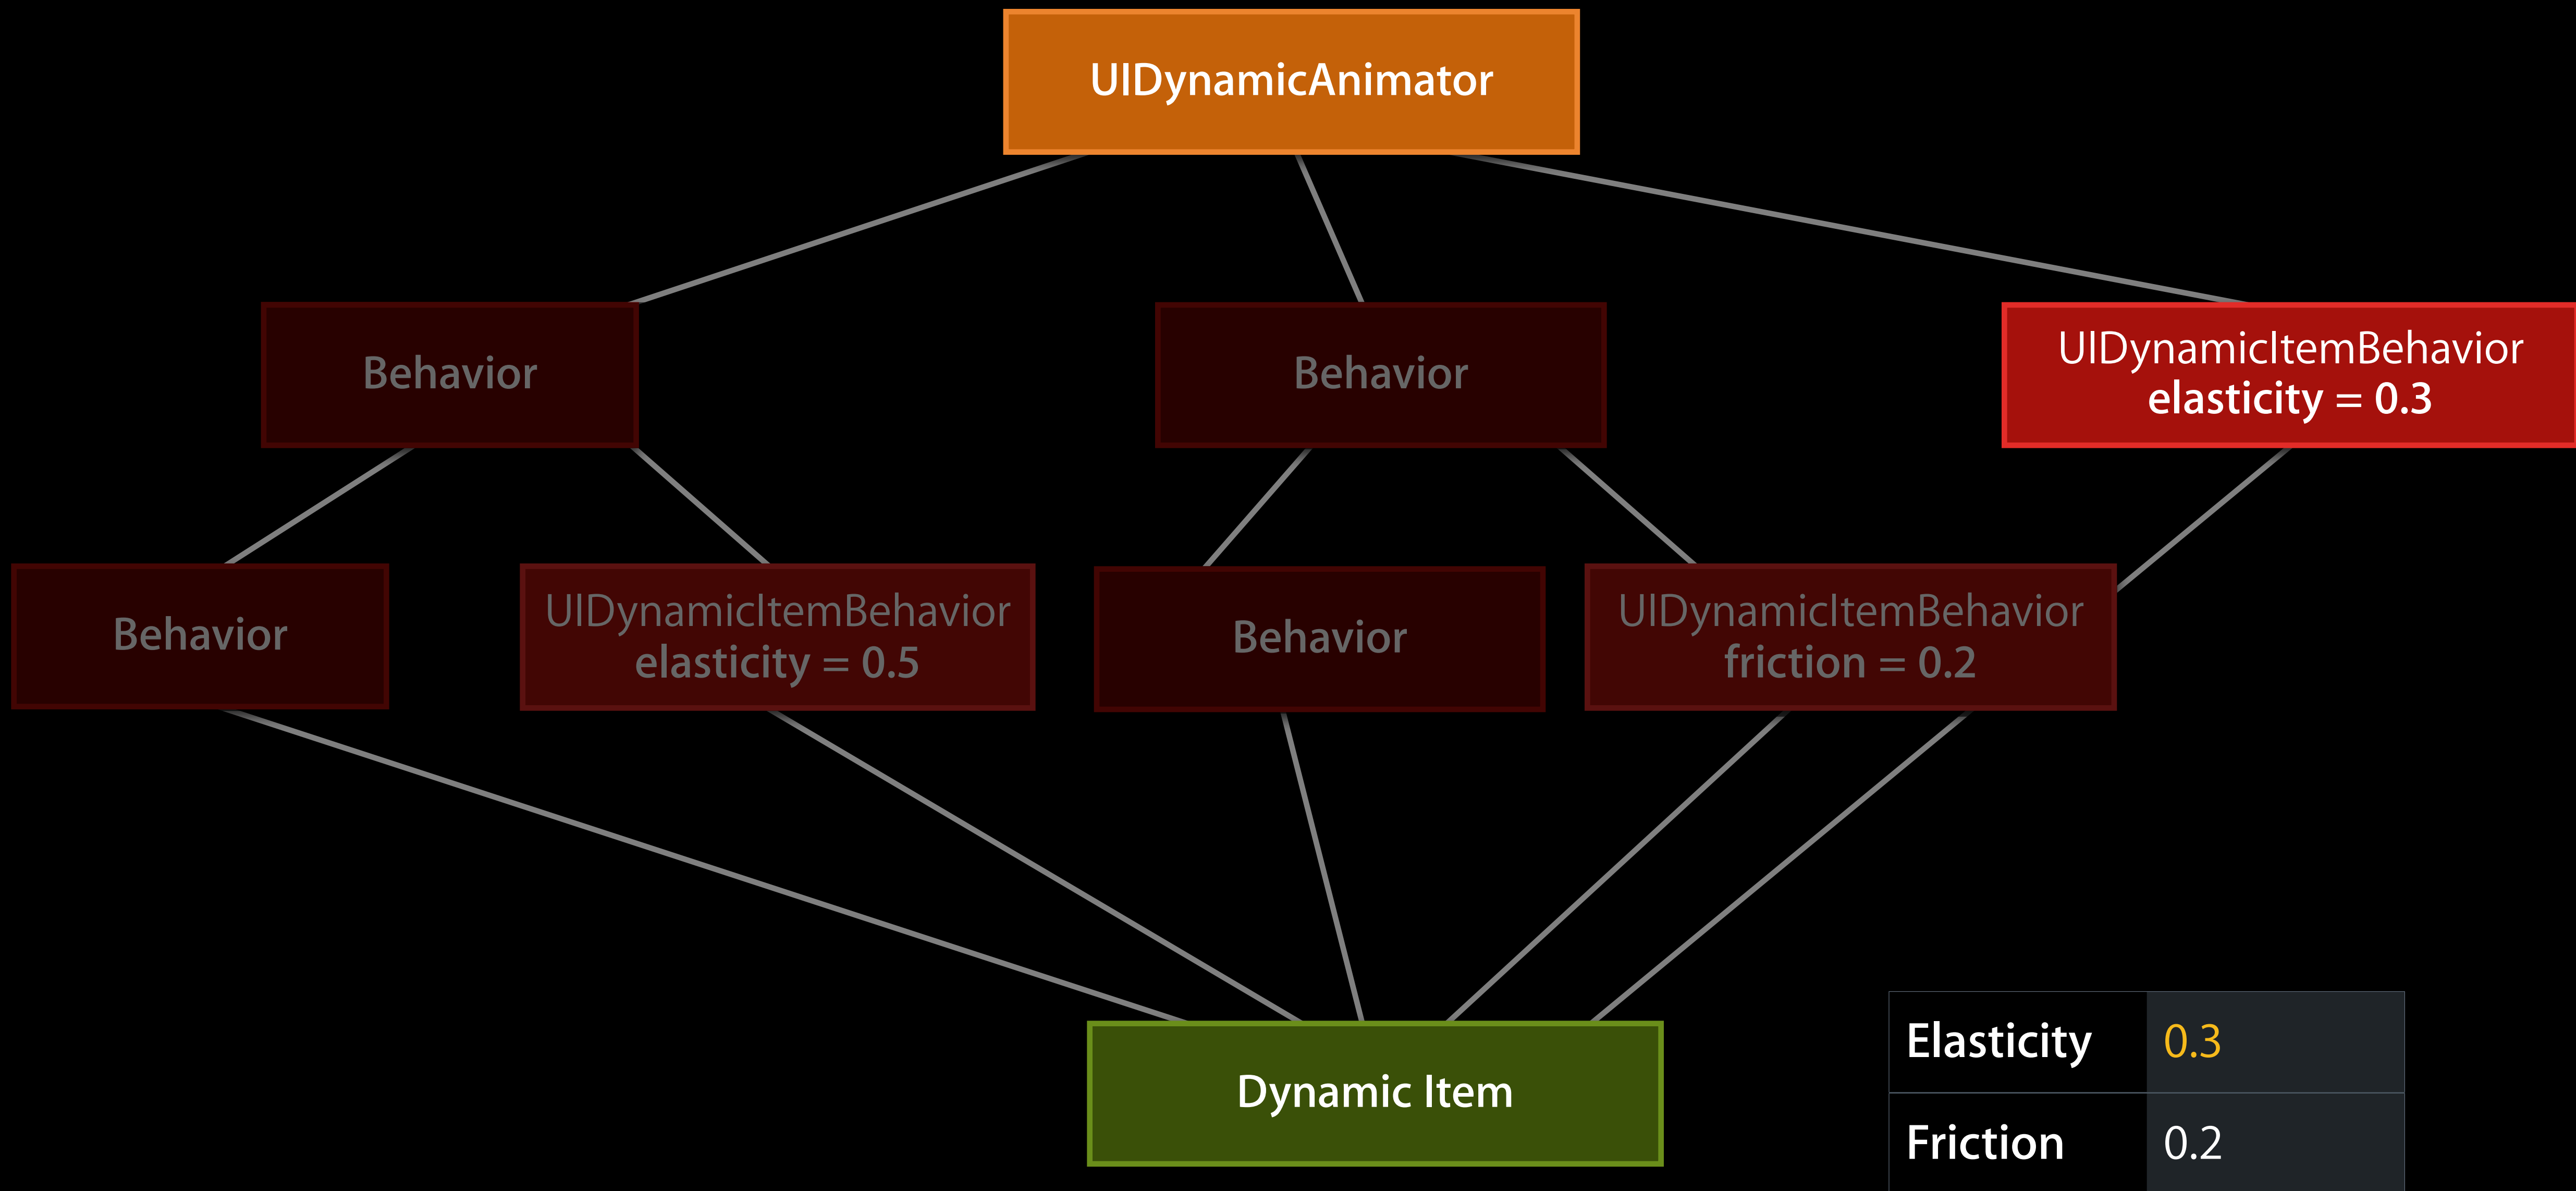 UIDynamicAnimator
Behavior
Behavior
UIDynamicItemBehavior
elasticity = 0.3
Behavior
UIDynamicItemBehavior
elasticity = 0.5
Behavior
UIDynamicItemBehavior
friction = 0.2
Dynamic Item
Elasticity 0.3
Friction 0.2